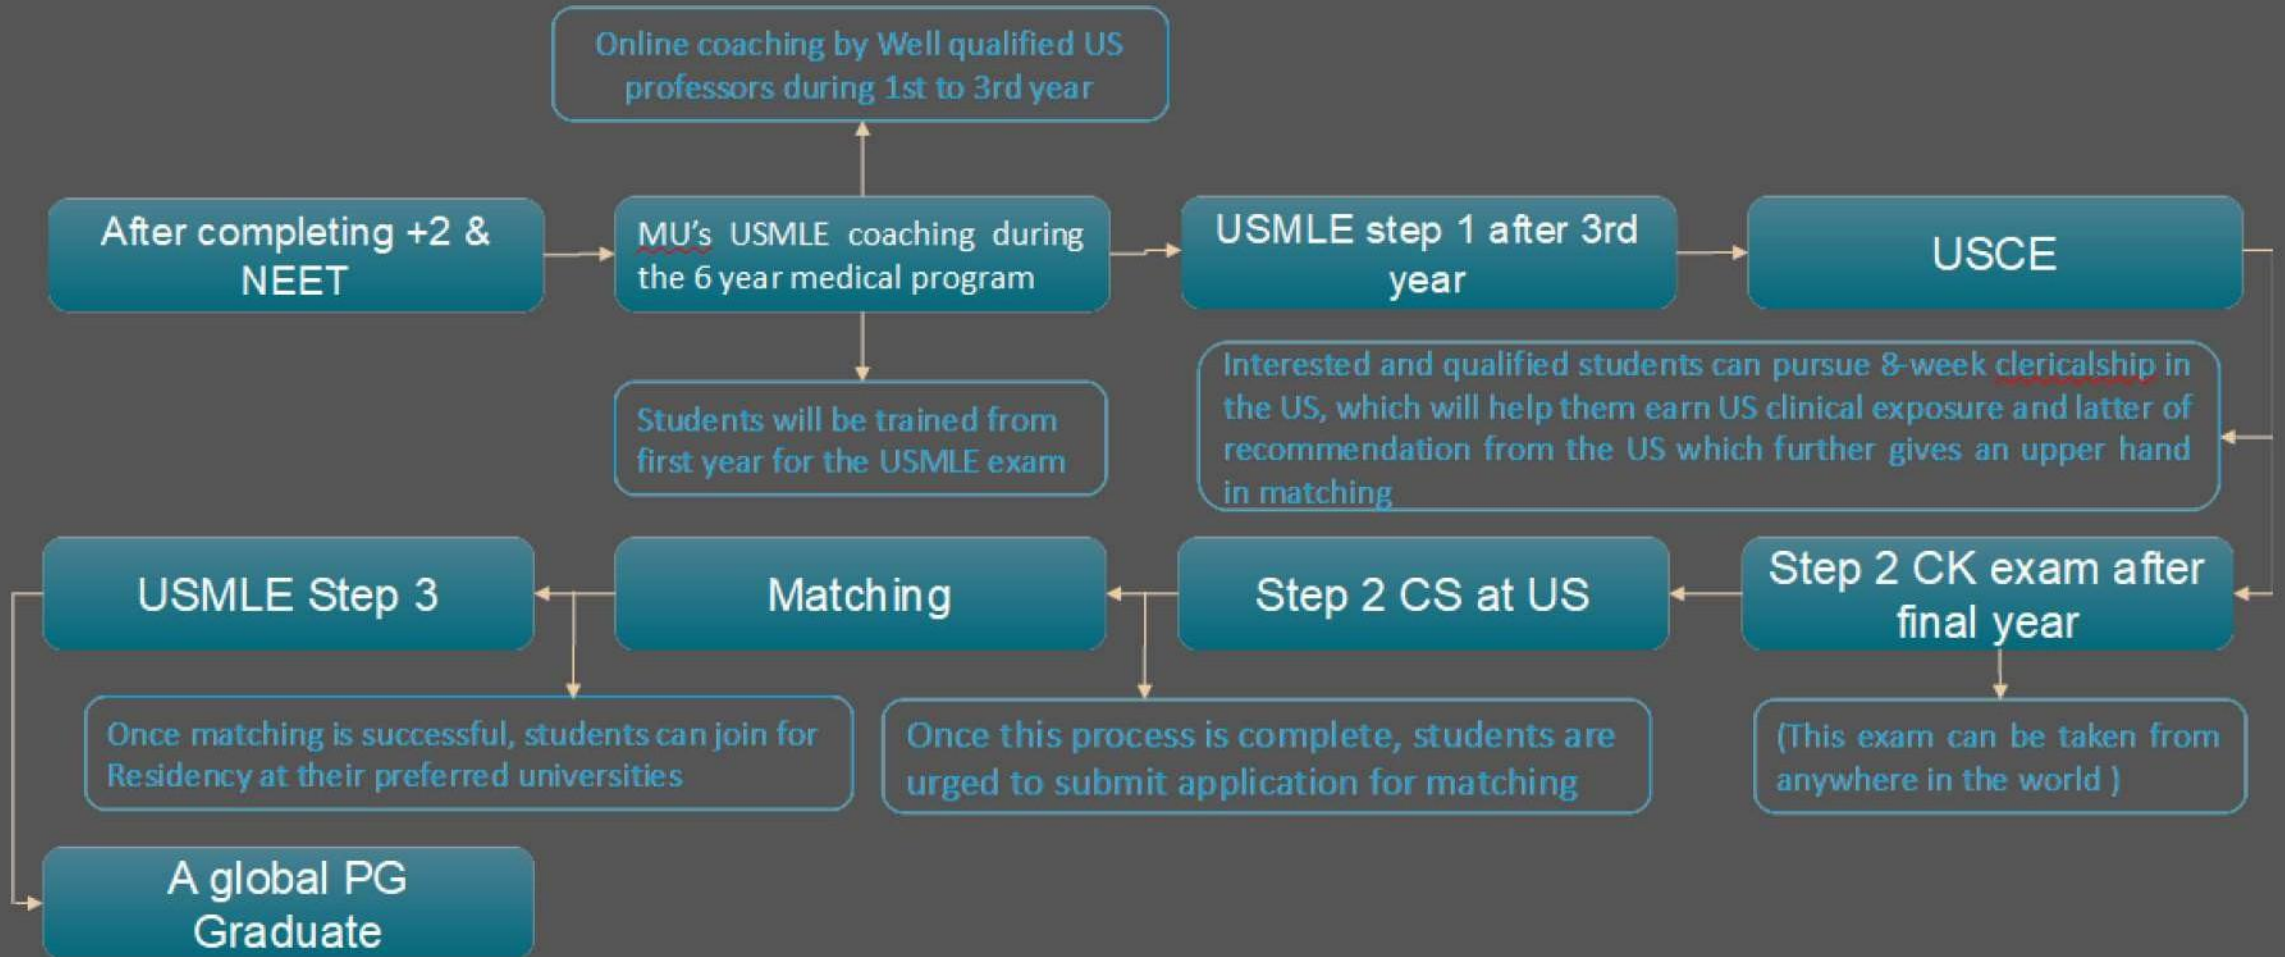 Online coaching by Well qualified US
professors during 1st to 3rd year
After completing +2 &
NEET
MU's USMLE coaching during
the 6 year medical program
USMLE step 1 after 3rd
year
USCE
Students will be trained from
first year for the USMLE exam
Interested and qualified students can pursue 8-week clericalship in
the US, which will help them earn US clinical exposure and latter of
recommendation from the US which further gives an upper hand
in matching
USMLE Step 3
Matching
Step 2 CS at US
Step 2 CK exam after
final year
Once matching is successful, students can join for
Residency at their preferred universities
Once this process is complete, students are
urged to submit application for matching
(This exam can be taken from
anywhere in the world )
A global PG
Graduate